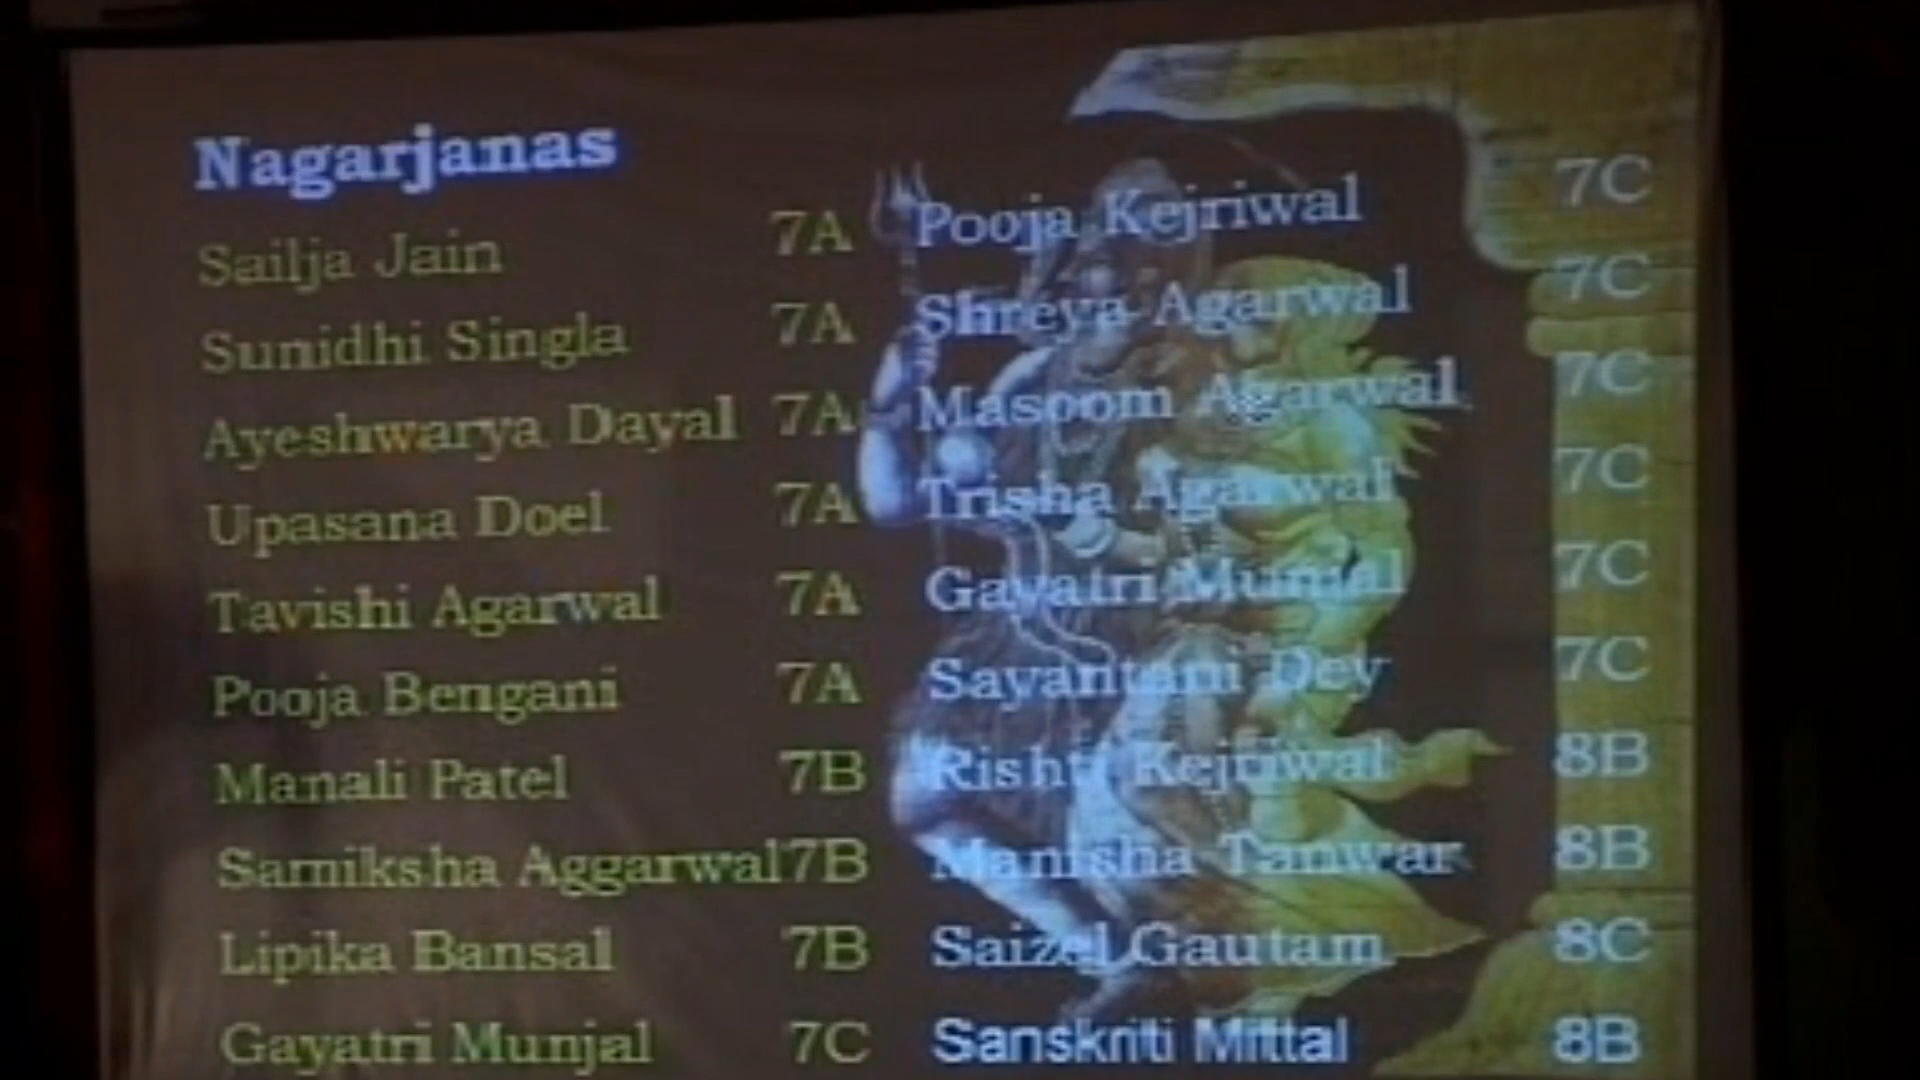 Nagarjanas
Sailja Jain 7A
Sunidhi Singla 7A
Ayeshwarya Dayal 7A
Upasana Doel 7A
Tavishi Agarwal 7A
Pooja Bengani 7A
Manali Patel 7B
Samiksha Aggarwal 7B
Lipika Bansal 7B
Gayatri Munjal 7C
Pooja Kejriwal 7C
Shreya Agarwal 7C
Masoom Agarwal 7C
Trisha Agarwal 7C
Gayatri 7C
Sayantani Dey 7C
Kejriwal 8B
Manisha Tanwar 8B
Saizel Gautam 8C
Sanskriti Mittal 8B